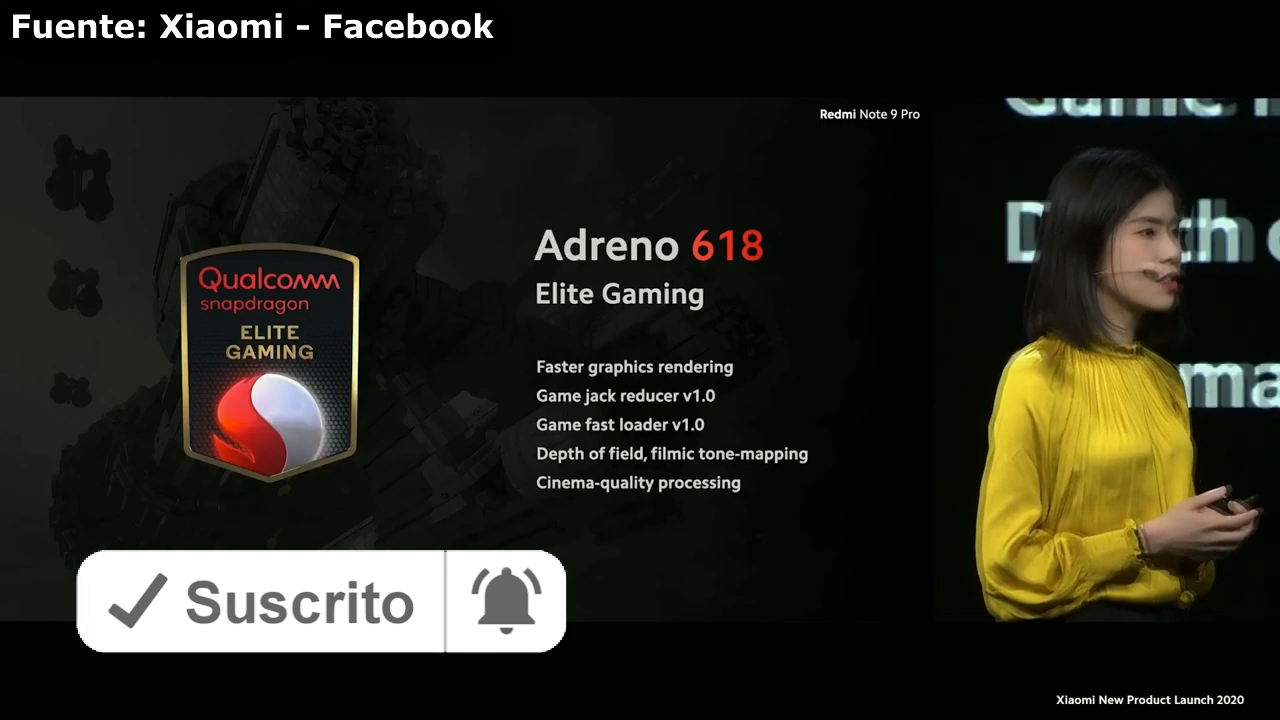 Fuente: Xiaomi - Facebook
Redmi Note 9 Pro
Game
Adreno 618
Elite Gaming
Qualcomm
snapdragon
ELITE
GAMING
Faster graphics rendering
Game jack reducer v1.0
Game fast loader v1.0
Depth of field, filmic tone-mapping
Cinema-quality processing
Suscrito
Xiaomi New Product Launch 2020